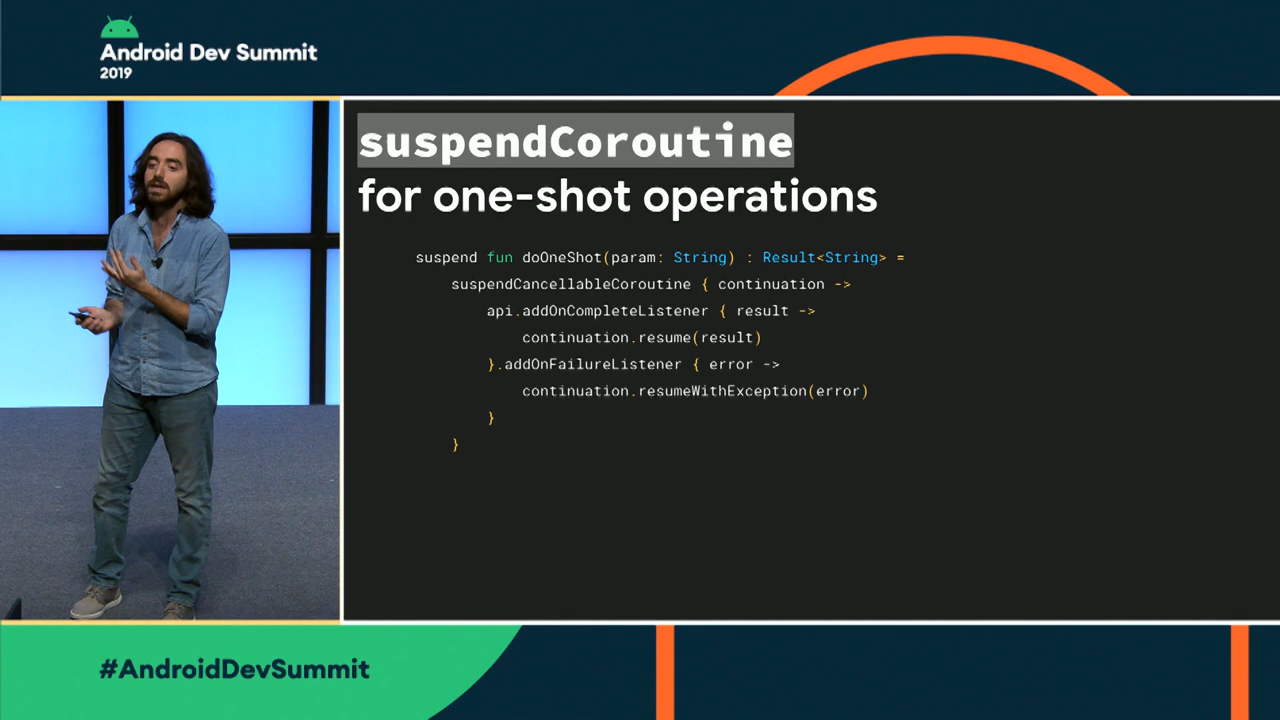 Android Dev Summit
2019
suspendCoroutine
for one-shot operations
suspend fun doOneShot(param: String) : Result<String> =
suspendCancellableCoroutine { continuation ->
api.addOnCompleteListener { result ->
continuation.resume(result)
}.addOnFailureListener { error ->
continuation.resumeWithException(error)
}
}
#AndroidDevSummit